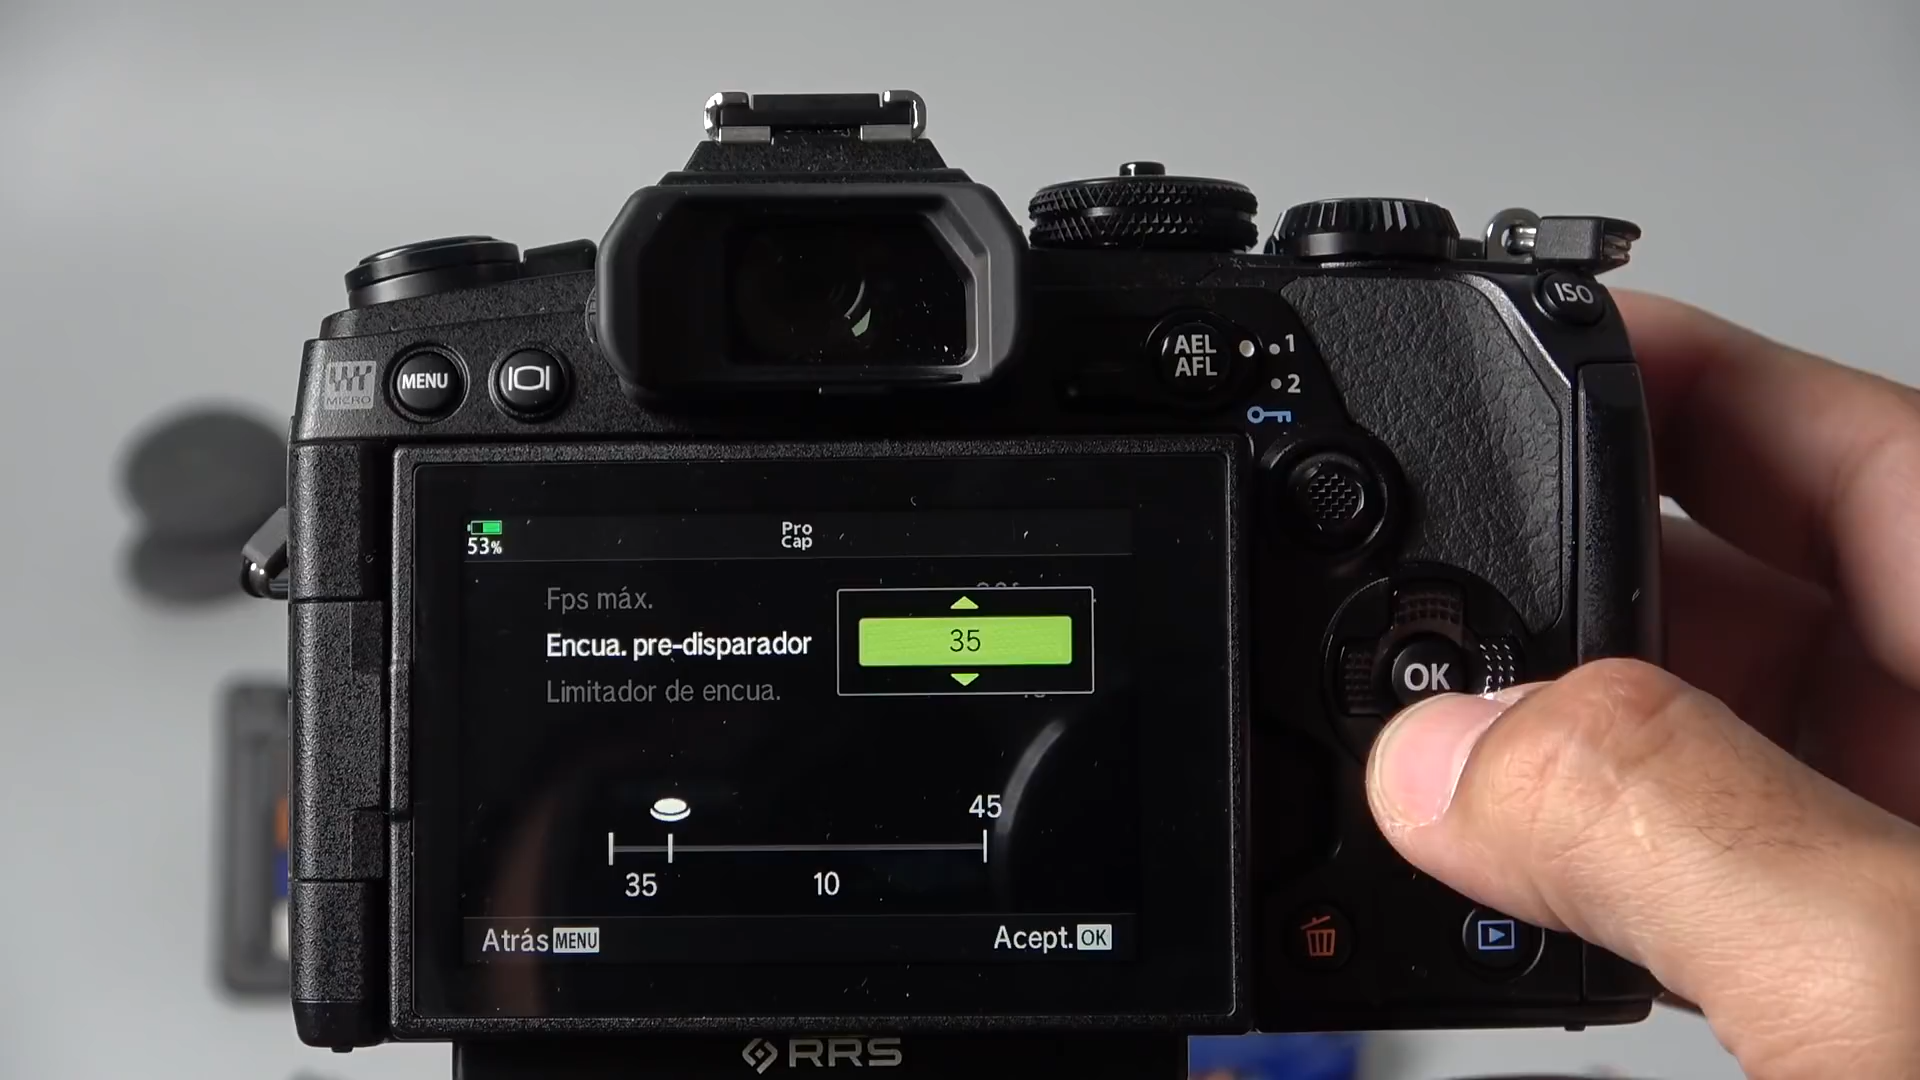 ISO
AEL
AFL
1
2
MENU
MICRO
53%
Pro
Cap
Fps máx.
Encua. pre-disparador
35
Limitador de encua.
OK
45
35
10
Atrás MENU
Acept. OK
RRS